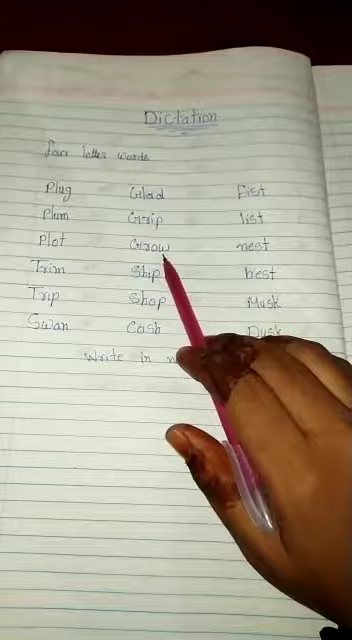 Dictation
four letter words
Plug Glad Fist
Plum Grip list
Plot Grow nest
Trim Ship best
Trip Shop Musk
Swan Cash Dusk
Write in